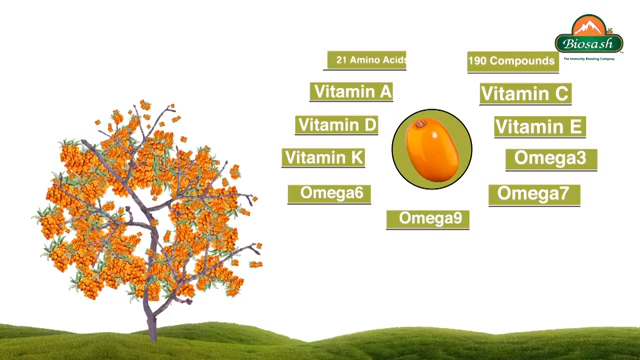 Biosash
The Immunity Boosting Company
21 Amino Acids
190 Compounds
Vitamin A
Vitamin C
Vitamin D
Vitamin E
Vitamin K
Omega3
Omega6
Omega7
Omega9